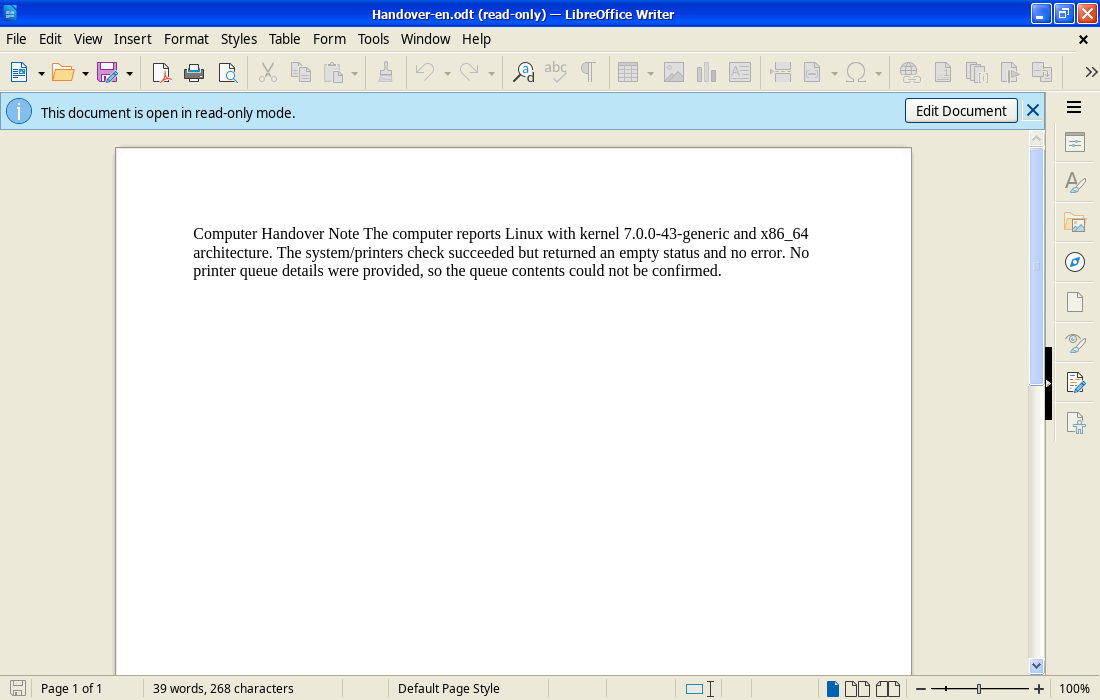 Handover-en.odt (read-only) — LibreOffice Writer
File Edit View Insert Format Styles Table Form Tools Window Help
This document is open in read-only mode.
Edit Document
Computer Handover Note The computer reports Linux with kernel 7.0.0-43-generic and x86_64
architecture. The system/printers check succeeded but returned an empty status and no error. No
printer queue details were provided, so the queue contents could not be confirmed.
Page 1 of 1 39 words, 268 characters Default Page Style 100%